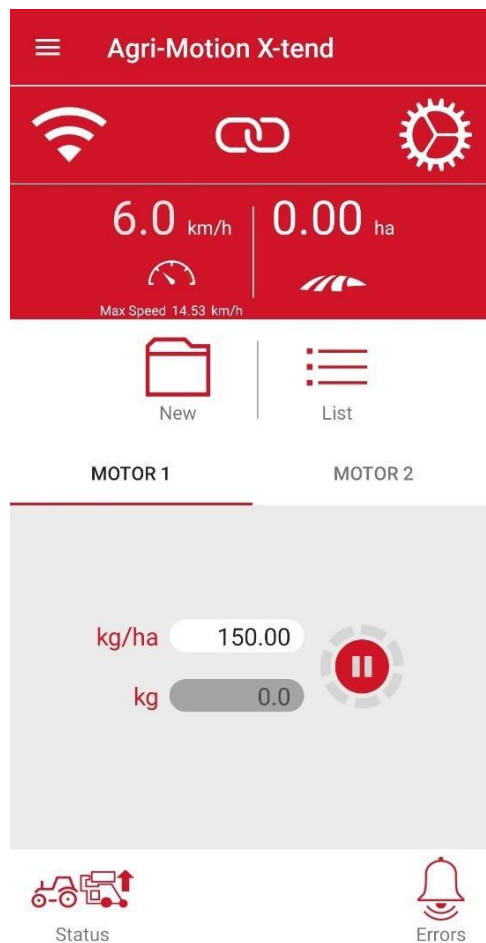 Agri-Motion X-tend
6.0 km/h 0.00 ha
Max Speed 14.53 km/h
New List
MOTOR 1 MOTOR 2
kg/ha 150.00
kg 0.0
Status Errors